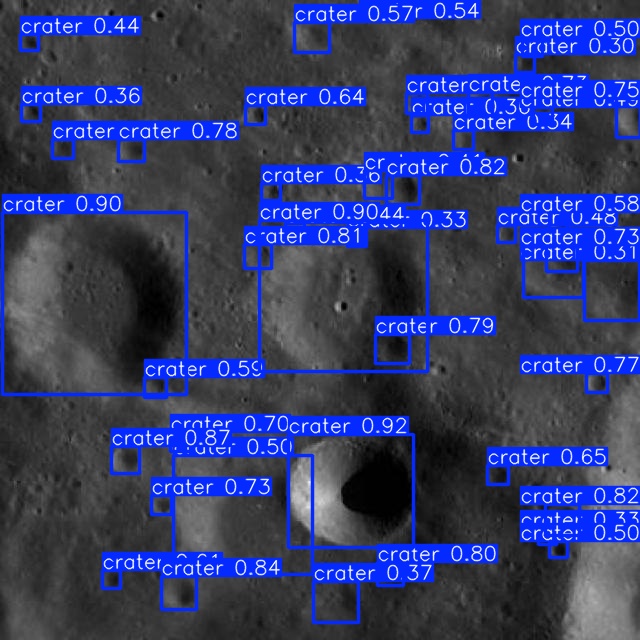 crater 0.57
0.54
crater 0.44
crater 0.50
crater 0.30
crater 0.36
crater 0.64
crater
crater
crater 0.75
crater 0.30
crater 0.34
crater
crater 0.78
crater 0.36
crater 0.82
crater 0.90
crater 0.90
0.33
crater 0.58
0.48
crater 0.81
crater 0.73
crater 0.31
crater 0.79
crater 0.59
crater 0.77
crater 0.70
crater 0.92
crater 0.87
0.50
crater 0.65
crater 0.73
crater 0.82
crater 0.33
crater 0.50
crater 0.80
crater 0.84
crater 0.37